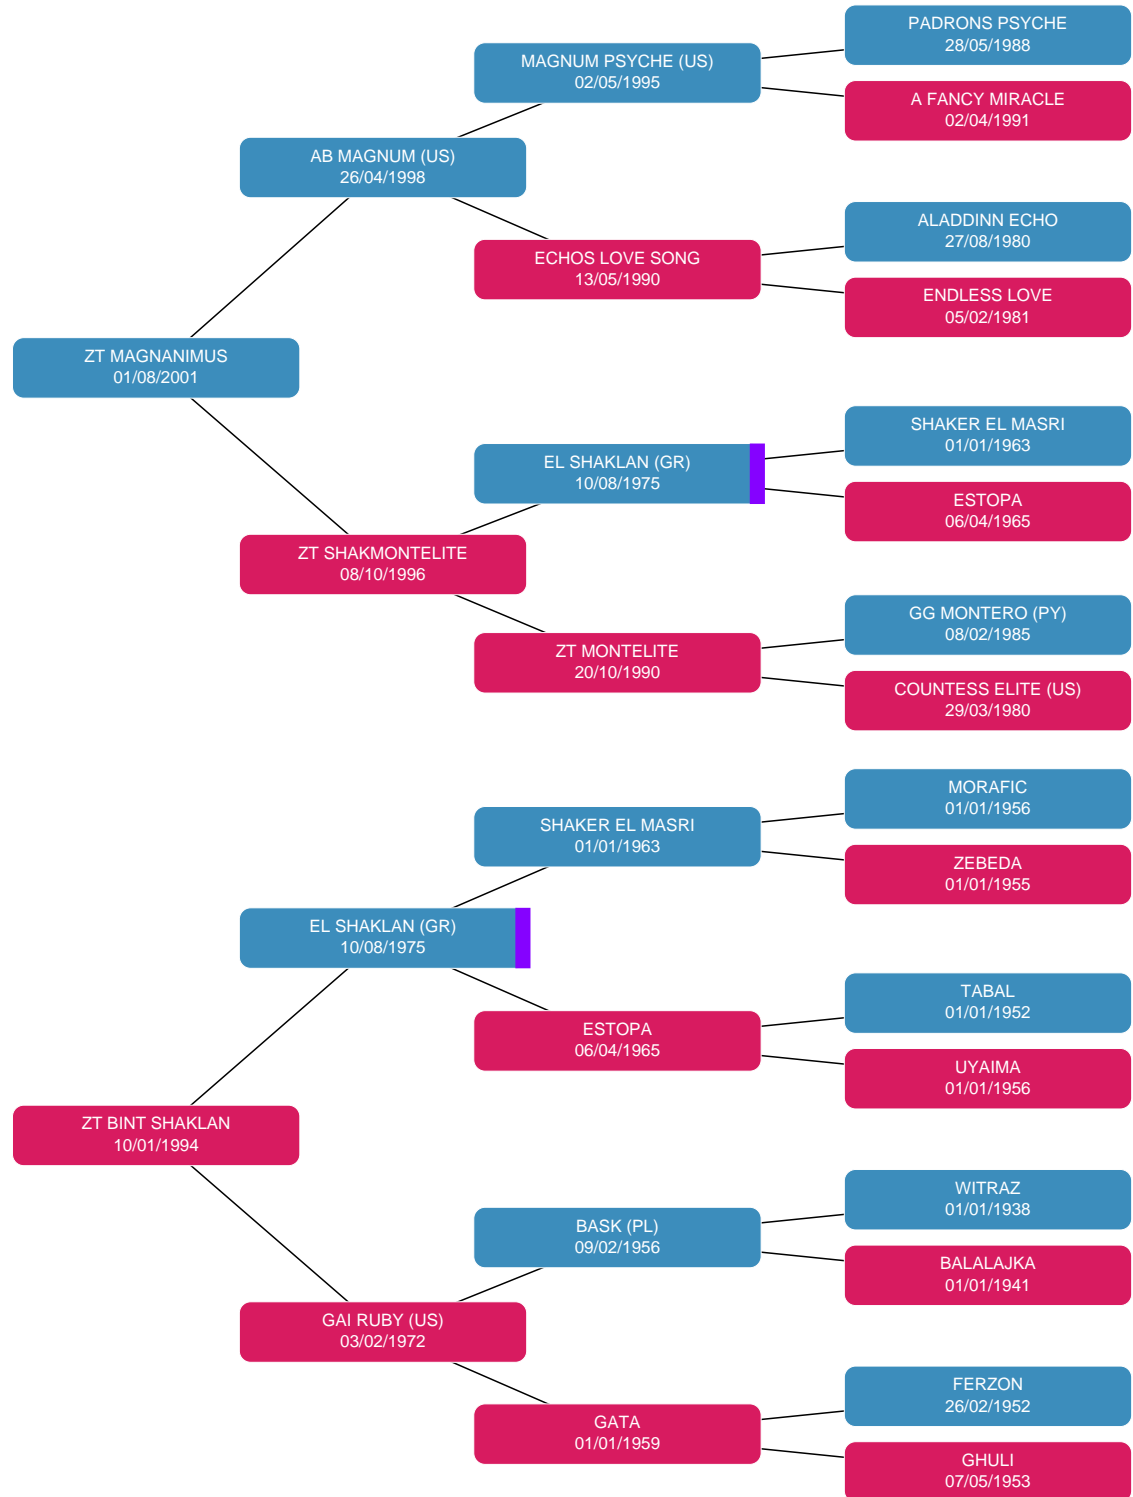 PADRONS PSYCHE
28/05/1988
MAGNUM PSYCHE (US)
02/05/1995
A FANCY MIRACLE
02/04/1991
AB MAGNUM (US)
26/04/1998
ALADDINN ECHO
27/08/1980
ECHOS LOVE SONG
13/05/1990
ENDLESS LOVE
05/02/1981
ZT MAGNANIMUS
01/08/2001
SHAKER EL MASRI
01/01/1963
EL SHAKLAN (GR)
10/08/1975
ESTOPA
06/04/1965
ZT SHAKMONTELITE
08/10/1996
GG MONTERO (PY)
08/02/1985
ZT MONTELITE
20/10/1990
COUNTESS ELITE (US)
29/03/1980
MORAFIC
01/01/1956
SHAKER EL MASRI
01/01/1963
ZEBEDA
01/01/1955
EL SHAKLAN (GR)
10/08/1975
TABAL
01/01/1952
ESTOPA
06/04/1965
UYAIMA
01/01/1956
ZT BINT SHAKLAN
10/01/1994
WITRAZ
01/01/1938
BASK (PL)
09/02/1956
BALALAJKA
01/01/1941
GAI RUBY (US)
03/02/1972
FERZON
26/02/1952
GATA
01/01/1959
GHULI
07/05/1953